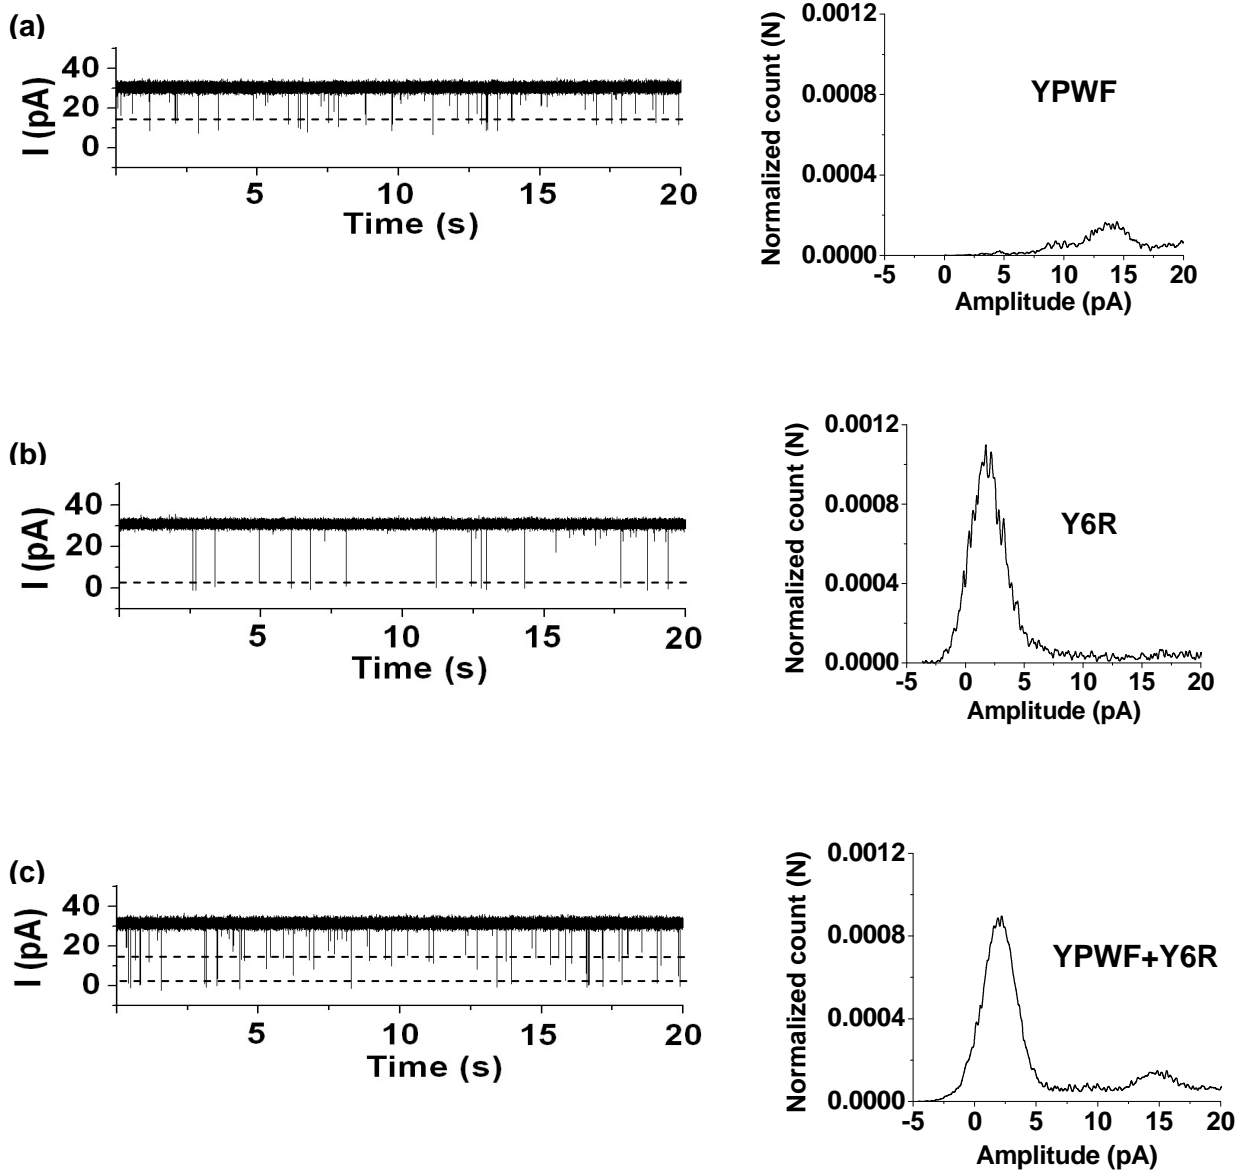 (a)
I (pA)
40
20
0
5 10 15 20
Time (s)
Normalized count (N)
0.0012
0.0008
0.0004
0.0000
YPWF
-5 0 5 10 15 20
Amplitude (pA)
(b)
I (pA)
40
20
0
5 10 15 20
Time (s)
Normalized count (N)
0.0012
0.0008
0.0004
0.0000
Y6R
-5 0 5 10 15 20
Amplitude (pA)
(c)
I (pA)
40
20
0
5 10 15 20
Time (s)
Normalized count (N)
0.0012
0.0008
0.0004
0.0000
YPWF+Y6R
-5 0 5 10 15 20
Amplitude (pA)